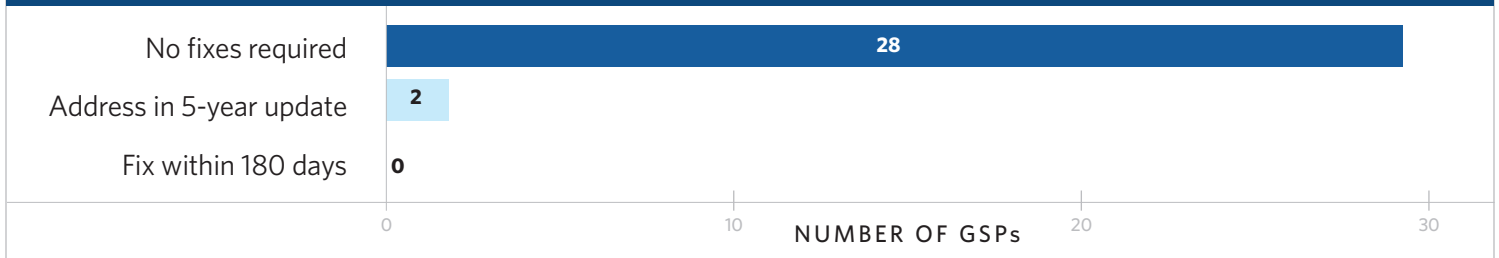 No fixes required 28
Address in 5-year update 2
Fix within 180 days 0
0 10 20 30
NUMBER OF GSPs